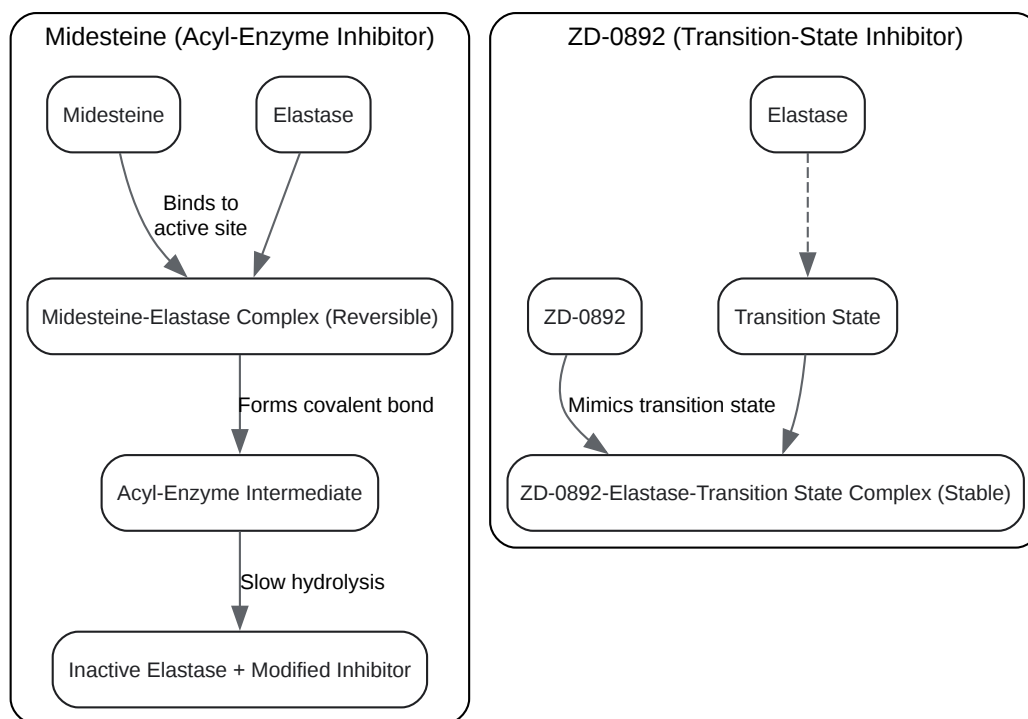 Midesteine (Acyl-Enzyme Inhibitor)
Midesteine
Elastase
Binds to
active site
Midesteine-Elastase Complex (Reversible)
Forms covalent bond
Acyl-Enzyme Intermediate
Slow hydrolysis
Inactive Elastase + Modified Inhibitor
ZD-0892 (Transition-State Inhibitor)
Elastase
ZD-0892
Transition State
Mimics transition state
ZD-0892-Elastase-Transition State Complex (Stable)